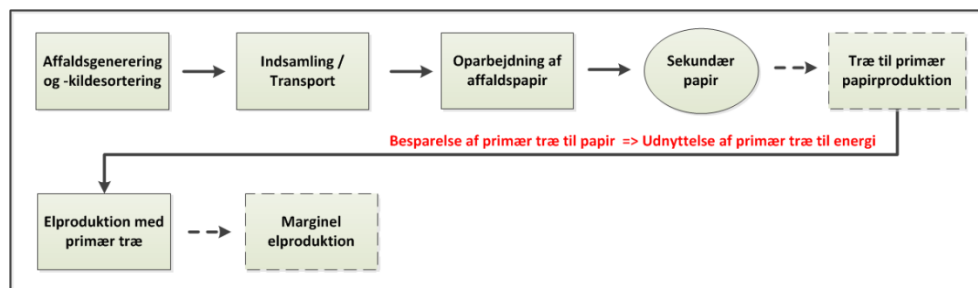 Affaldsgenerering
og -kildesortering
Indsamling /
Transport
Oparbejdning af
affaldspapir
Sekundær
papir
Træ til primær
papirproduktion
Besparelse af primær træ til papir => Udnyttelse af primær træ til energi
Elproduktion med
primær træ
Marginel
elproduktion